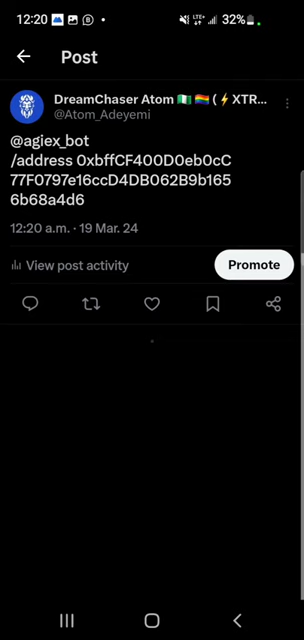 12:20
LTE+
32%
Post
DreamChaser Atom 🇳🇬 🏳️‍🌈 (⚡XTR...
@Atom_Adeyemi
@agiex_bot
/address 0xbffCF400D0eb0cC
77F0797e16ccD4DB062B9b165
6b68a4d6
12:20 a.m. · 19 Mar. 24
View post activity
Promote